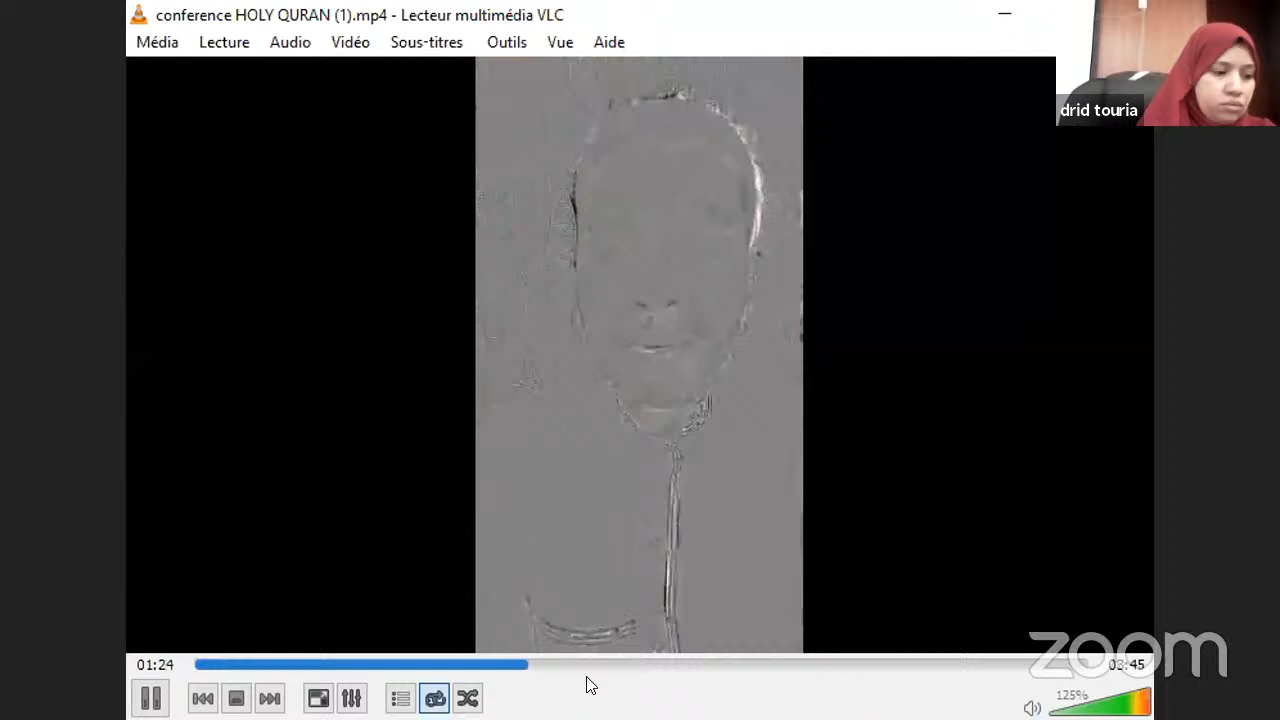 conference HOLY QURAN (1).mp4 - Lecteur multimédia VLC
Média Lecture Audio Vidéo Sous-titres Outils Vue Aide
drid touria
01:24
03:45
zoom
125%